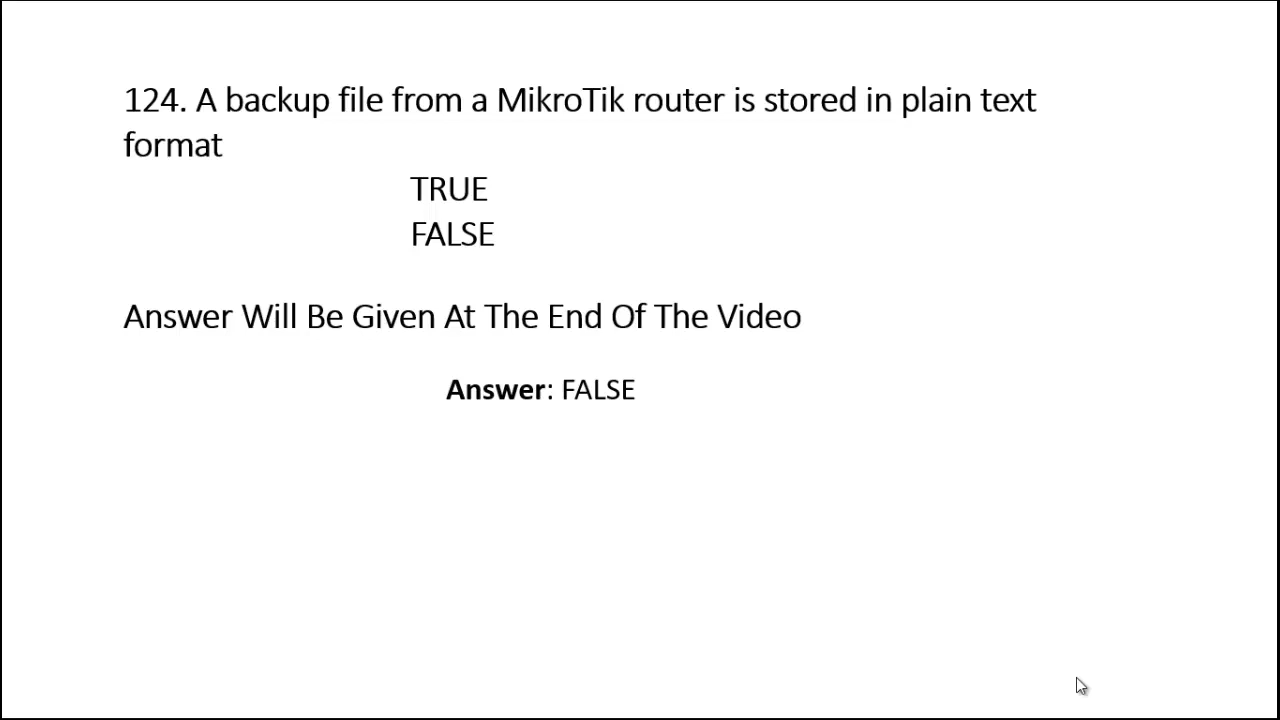 124. A backup file from a MikroTik router is stored in plain text
format
TRUE
FALSE
Answer Will Be Given At The End Of The Video
Answer: FALSE